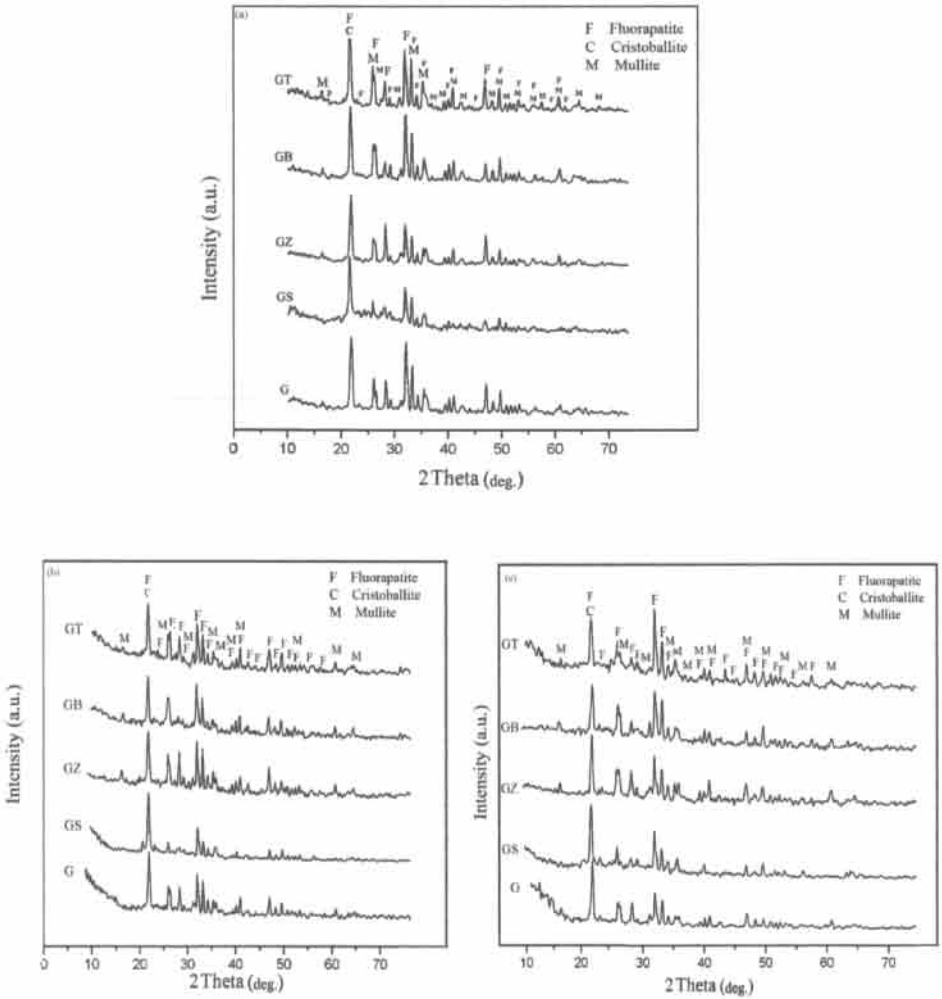 (a)
F Fluorapatite
C Cristoballite
M Mullite
GT
GB
GZ
GS
G
Intensity (a.u.)
0 10 20 30 40 50 60 70
2 Theta (deg.)
(b)
F Fluorapatite
C Cristoballite
M Mullite
GT
GB
GZ
GS
G
Intensity (a.u.)
0 10 20 30 40 50 60 70
2 Theta (deg.)
(c)
F Fluorapatite
C Cristoballite
M Mullite
GT
GB
GZ
GS
G
Intensity (a.u.)
10 20 30 40 50 60 70
2 Theta (deg.)